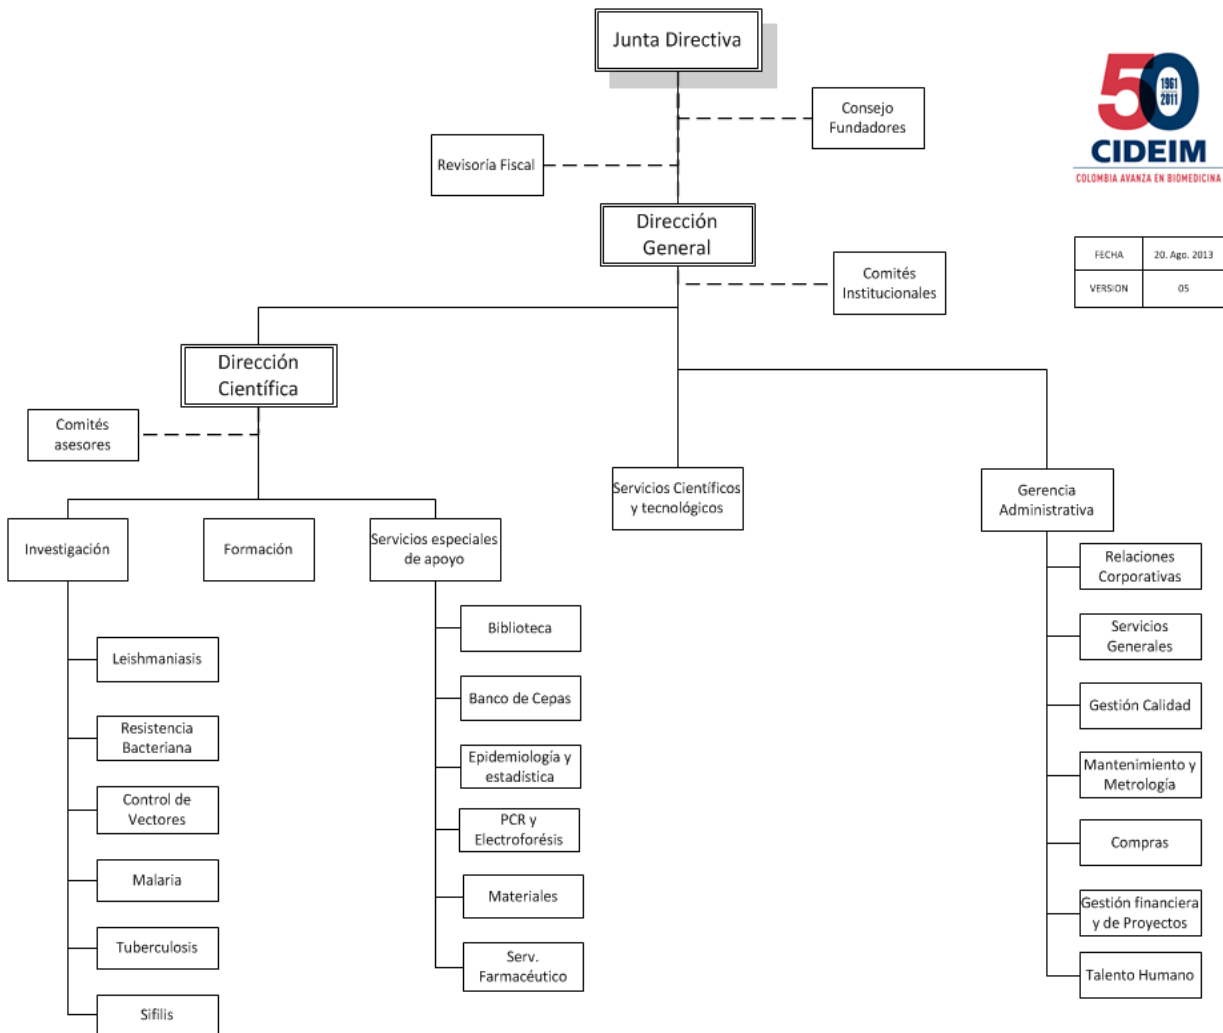 Junta Directiva
Consejo
Fundadores
Revisoría Fiscal
50
1961
2011
CIDEIM
COLOMBIA AVANZA EN BIOMEDICINA
Dirección
General
FECHA 20. Ago. 2013
VERSION 05
Comités
Institucionales
Dirección
Científica
Comités
asesores
Servicios Científicos
y tecnológicos
Gerencia
Administrativa
Investigación
Formación
Servicios especiales
de apoyo
Leishmaniasis
Resistencia
Bacteriana
Control de
Vectores
Malaria
Tuberculosis
Sifilis
Biblioteca
Banco de Cepas
Epidemiología y
estadística
PCR y
Electroforésis
Materiales
Serv.
Farmacéutico
Relaciones
Corporativas
Servicios
Generales
Gestión Calidad
Mantenimiento y
Metrología
Compras
Gestión financiera
y de Proyectos
Talento Humano